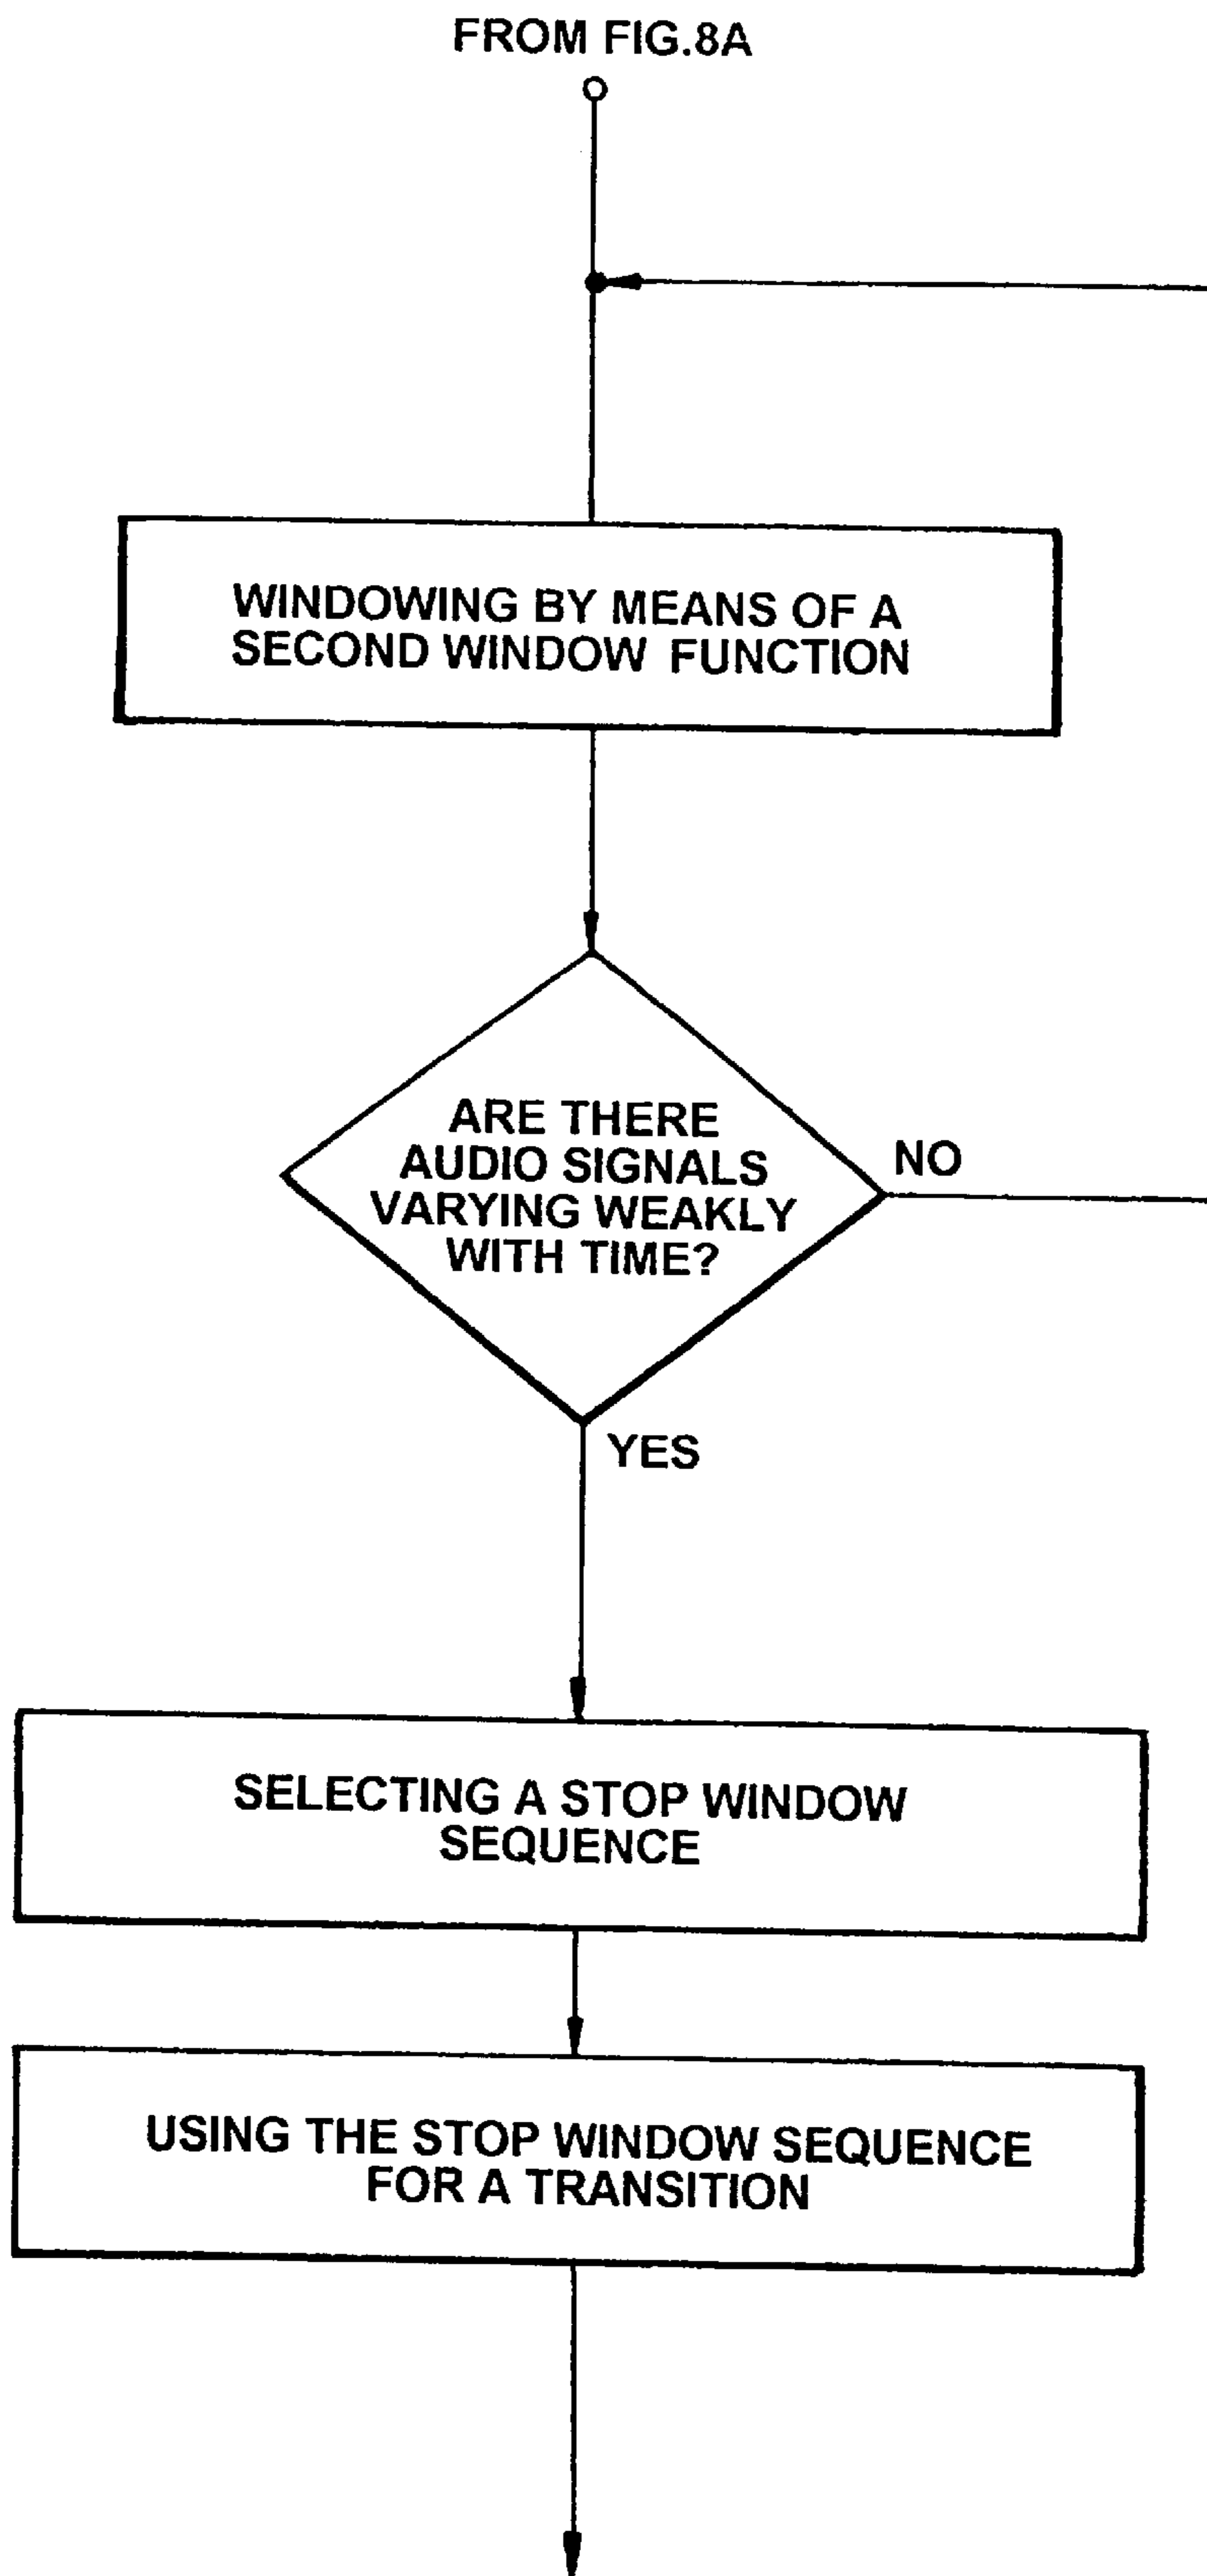 FROM FIG.8A
WINDOWING BY MEANS OF A
SECOND WINDOW FUNCTION
ARE THERE
AUDIO SIGNALS
VARYING WEAKLY
WITH TIME?
NO
YES
SELECTING A STOP WINDOW
SEQUENCE
USING THE STOP WINDOW SEQUENCE
FOR A TRANSITION